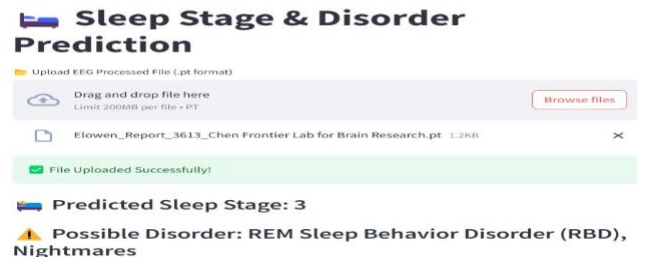 Sleep Stage & Disorder
Prediction
Upload EEG Processed File (.pt format)
Drag and drop file here
Limit 200MB per file • PT
Browse files
Elowen_Report_3613_Chen Frontier Lab for Brain Research.pt 1.2KB
File Uploaded Successfully!
Predicted Sleep Stage: 3
Possible Disorder: REM Sleep Behavior Disorder (RBD),
Nightmares